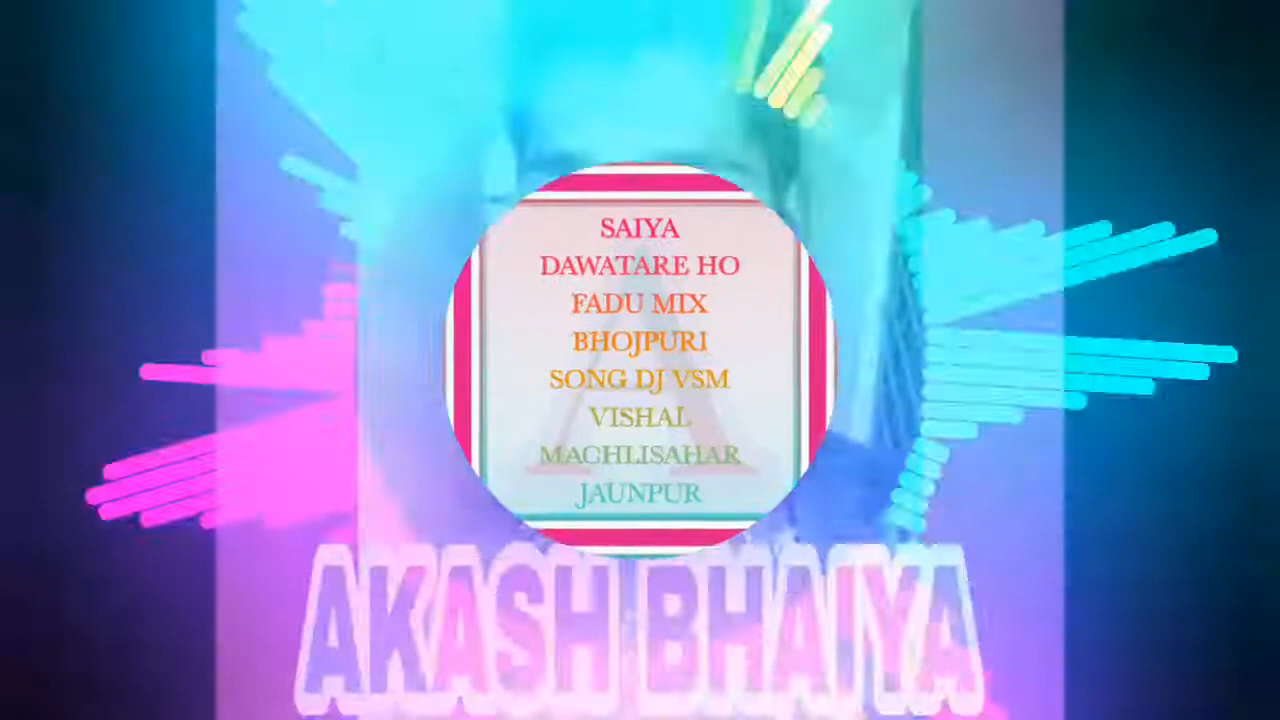 SAIYA
DAWATARE HO
FADU MIX
BHOJPURI
SONG DJ VSM
VISHAL
MACHLISAHAR
JAUNPUR
AKASH BHAIYA